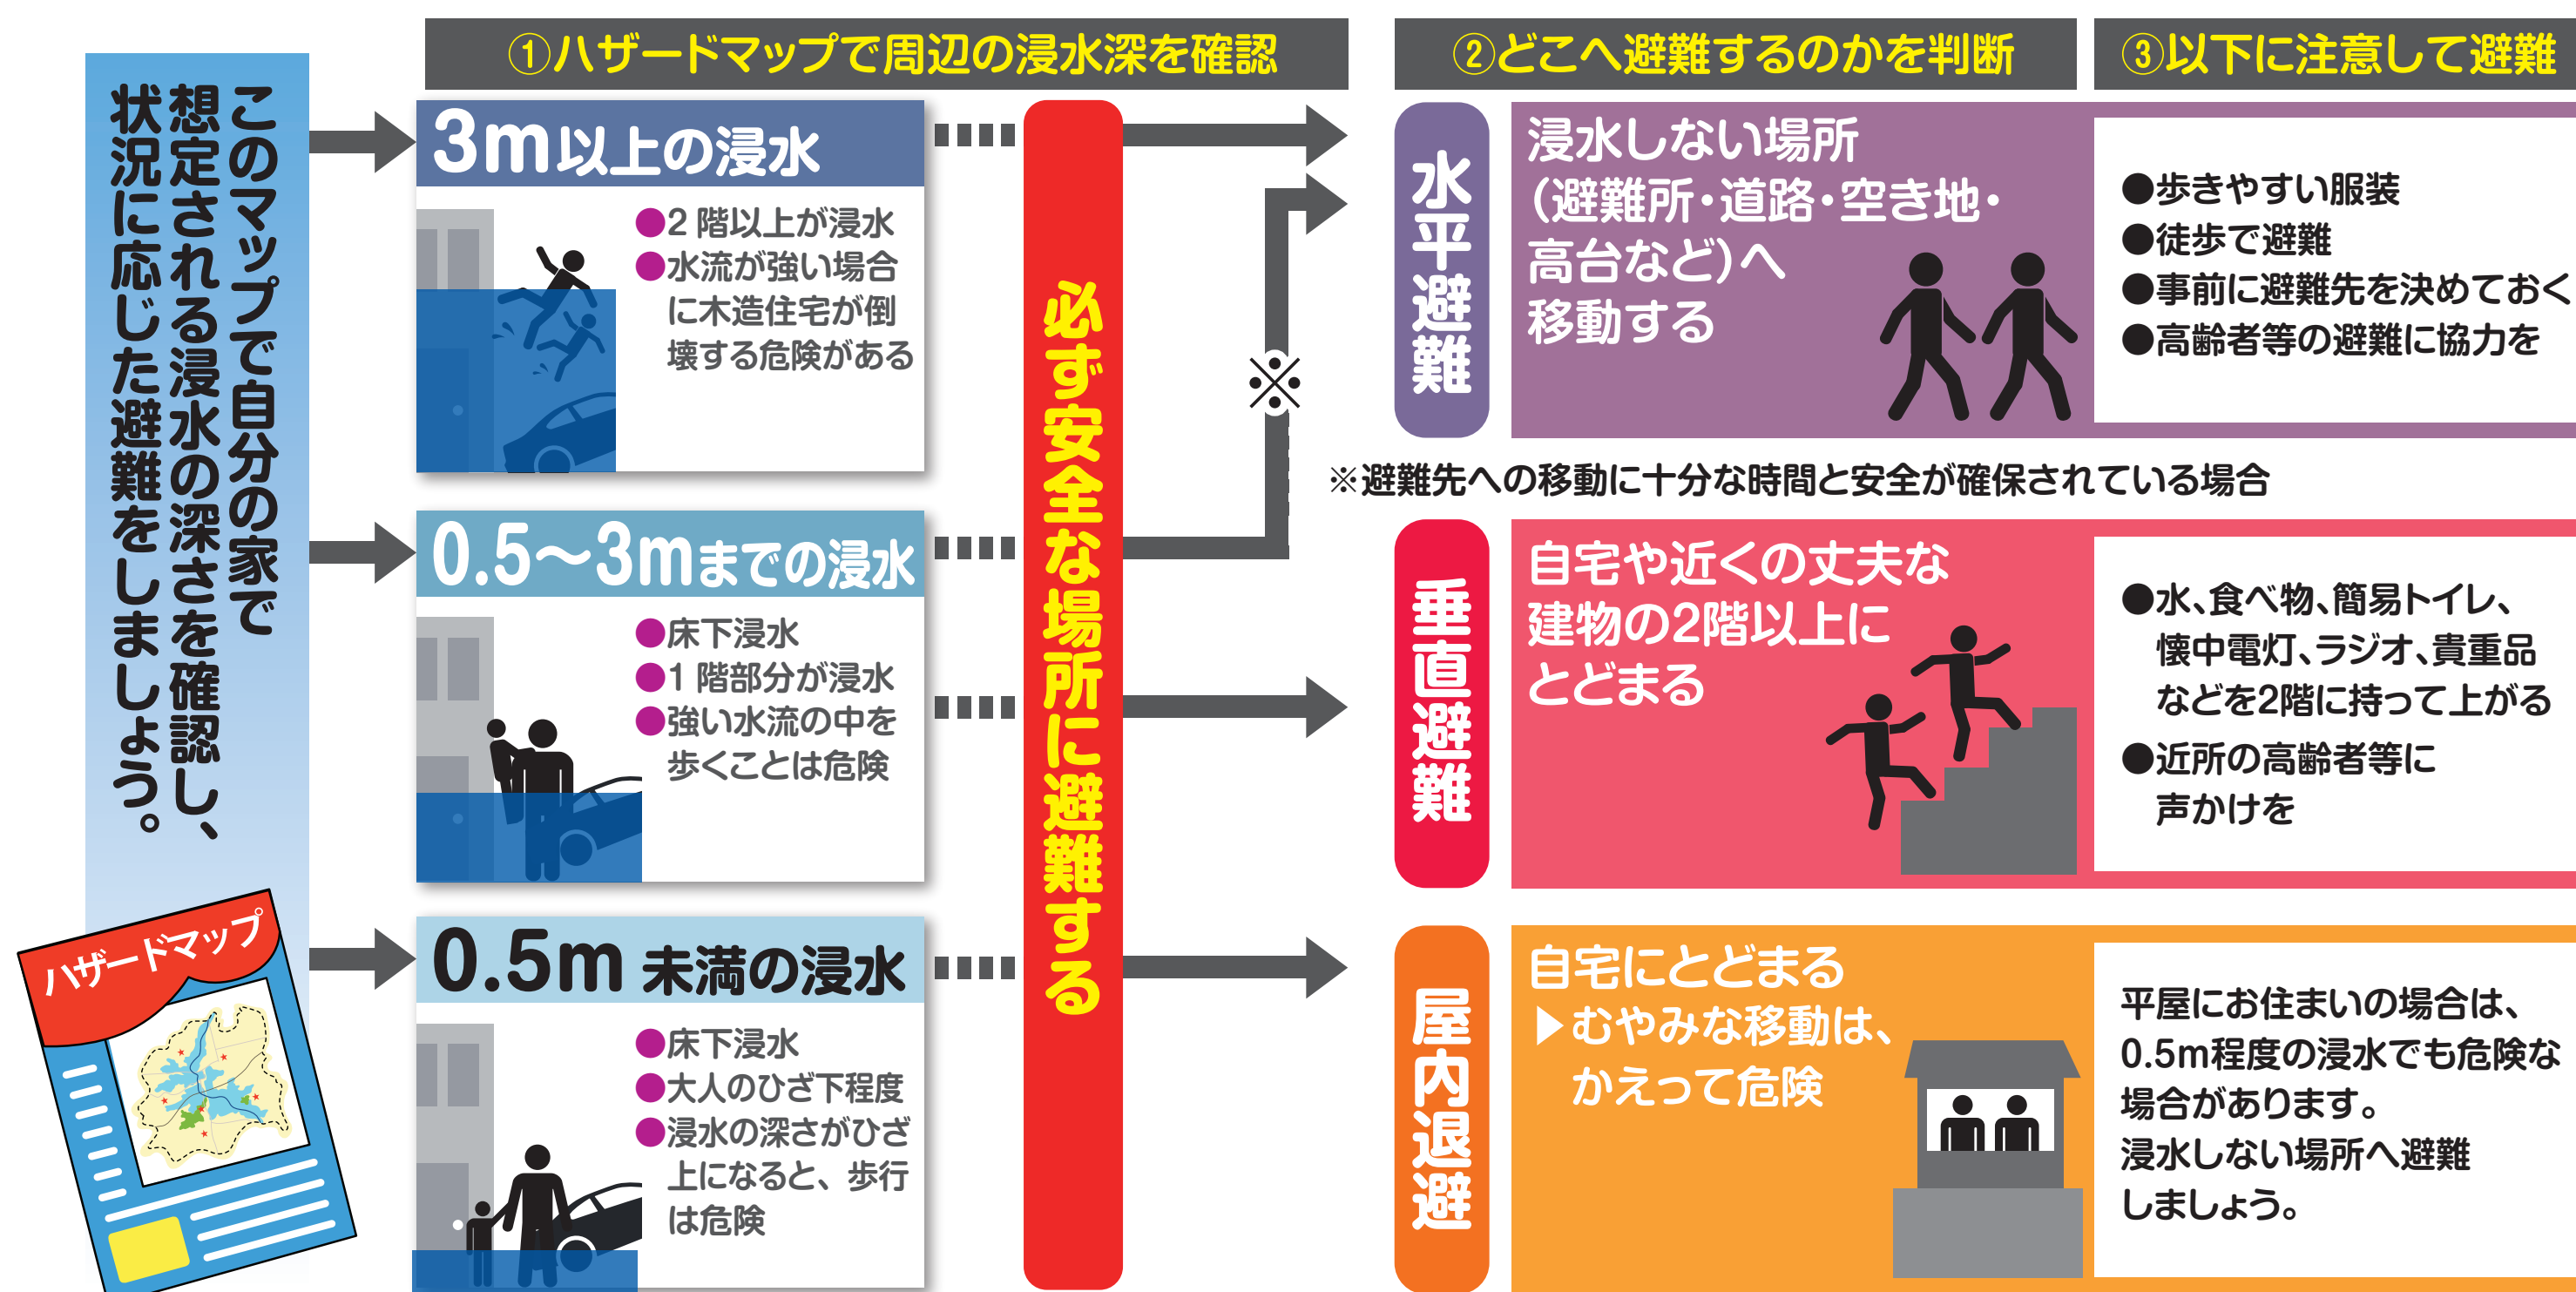 このマップで自分の家で
想定される浸水の深さを確認し、
状況に応じた避難をしましょう。
ハザードマップ
①ハザードマップで周辺の浸水深を確認
3m以上の浸水
●2階以上が浸水
●水流が強い場合
に木造住宅が倒
壊する危険がある
0.5〜3mまでの浸水
●床下浸水
●1階部分が浸水
●強い水流の中を
歩くことは危険
0.5m 未満の浸水
●床下浸水
●大人のひざ下程度
●浸水の深さがひざ
上になると、歩行
は危険
必ず安全な場所に避難する
※
②どこへ避難するのかを判断
③以下に注意して避難
水平避難
浸水しない場所
（避難所・道路・空き地・
高台など）へ
移動する
●歩きやすい服装
●徒歩で避難
●事前に避難先を決めておく
●高齢者等の避難に協力を
※避難先への移動に十分な時間と安全が確保されている場合
垂直避難
自宅や近くの丈夫な
建物の2階以上に
とどまる
●水、食べ物、簡易トイレ、
懐中電灯、ラジオ、貴重品
などを2階に持って上がる
●近所の高齢者等に
声かけを
屋内退避
自宅にとどまる
▶むやみな移動は、
かえって危険
平屋にお住まいの場合は、
0.5m程度の浸水でも危険な
場合があります。
浸水しない場所へ避難
しましょう。